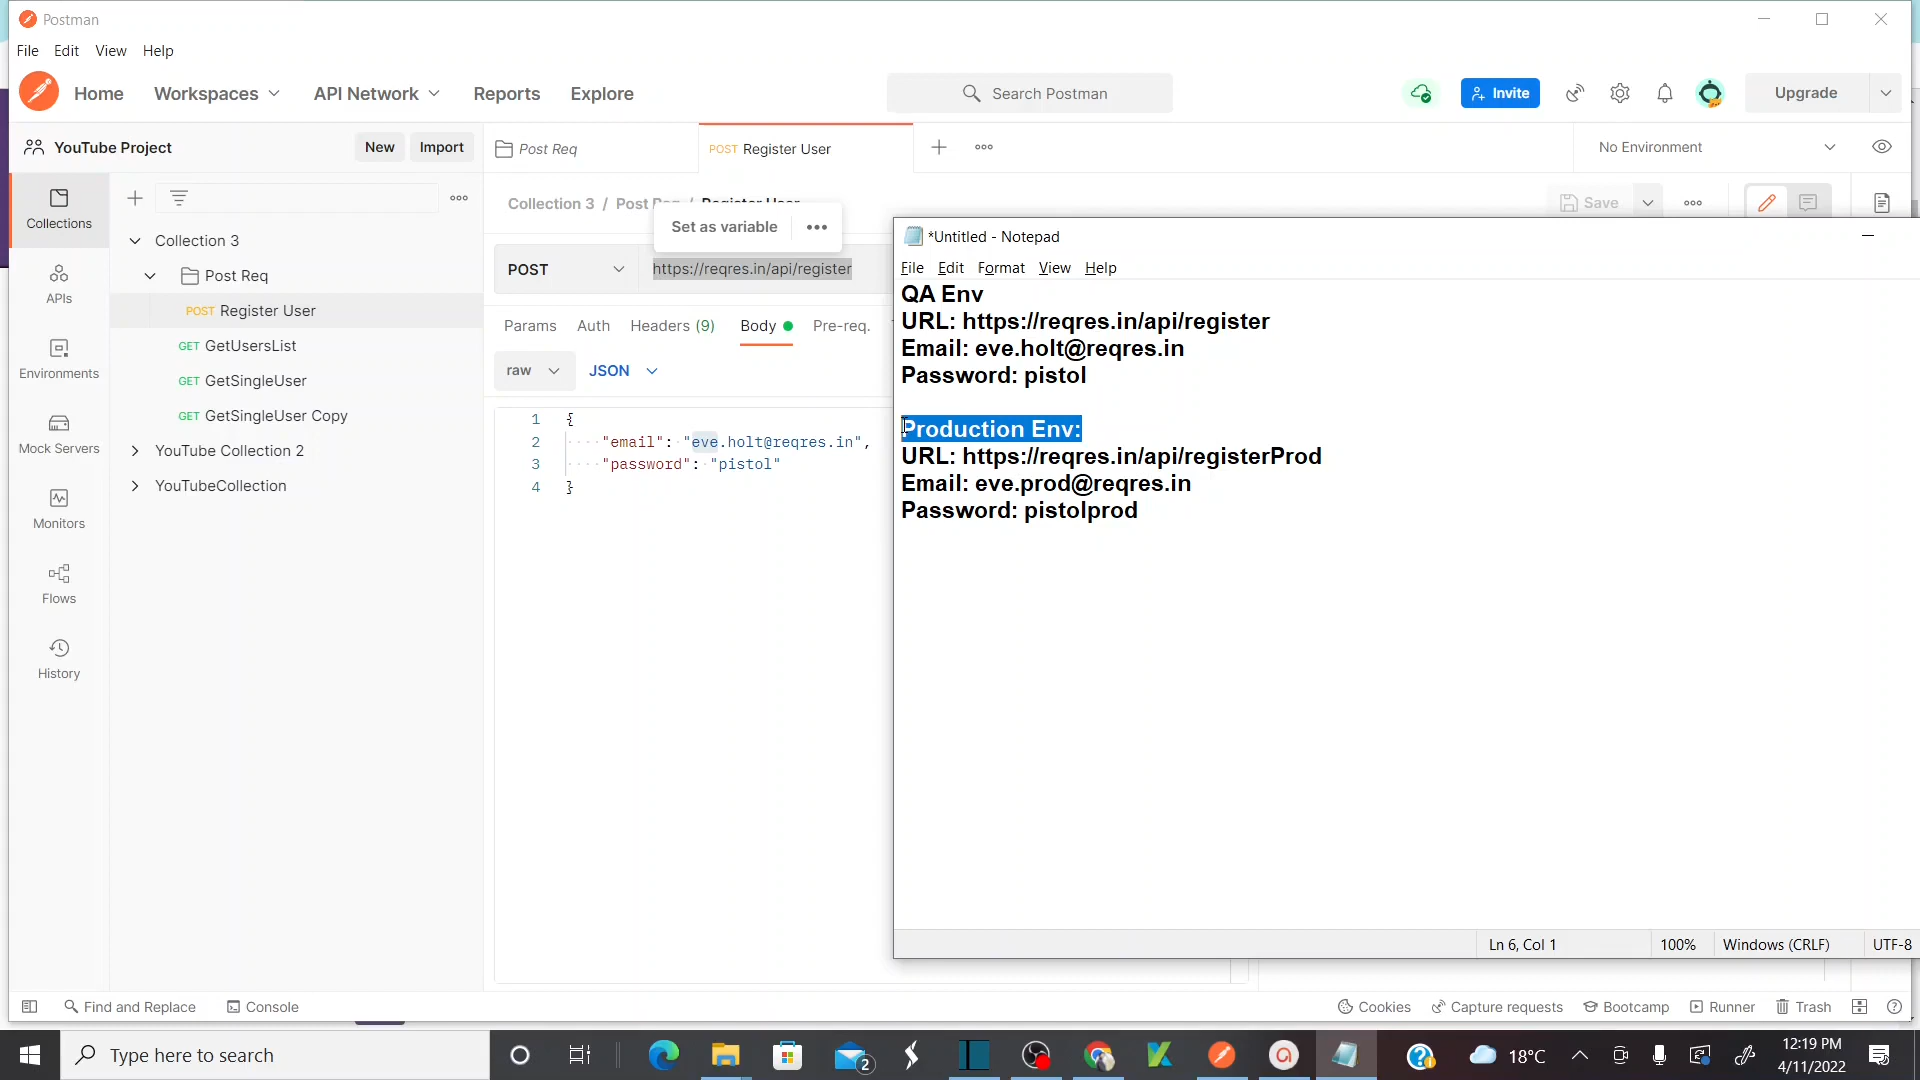 Postman
File Edit View Help
Home Workspaces API Network Reports Explore Search Postman Invite Upgrade
YouTube Project New Import Post Req POST Register User No Environment
Collections
Collection 3 / Post Req / Register User Save
Set as variable
Collection 3
Post Req
POST Register User
GET GetUsersList
GET GetSingleUser
GET GetSingleUser Copy
YouTube Collection 2
YouTubeCollection
APIs
Environments
Mock Servers
Monitors
Flows
History
POST https://reqres.in/api/register
Params Auth Headers (9) Body Pre-req.
raw JSON
1 {
2 "email": "eve.holt@reqres.in",
3 "password": "pistol"
4 }
*Untitled - Notepad
File Edit Format View Help
QA Env
URL: https://reqres.in/api/register
Email: eve.holt@reqres.in
Password: pistol
Production Env:
URL: https://reqres.in/api/registerProd
Email: eve.prod@reqres.in
Password: pistolprod
Ln 6, Col 1 100% Windows (CRLF) UTF-8
Find and Replace Console Cookies Capture requests Bootcamp Runner Trash
Type here to search 2 18°C 12:19 PM
4/11/2022